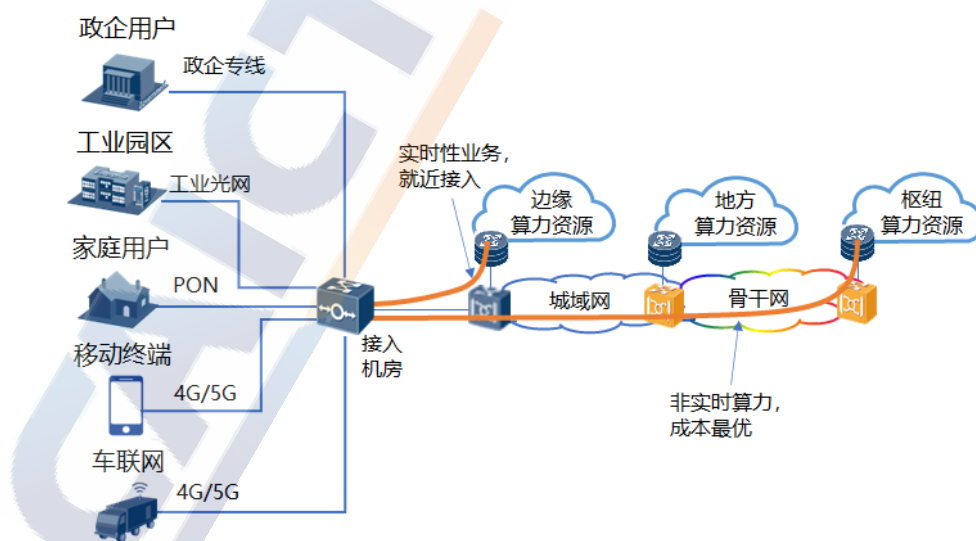 政企用户
政企专线
工业园区
工业光网
家庭用户
PON
移动终端
4G/5G
车联网
4G/5G
接入
机房
实时性业务，
就近接入
边缘
算力资源
地方
算力资源
枢纽
算力资源
城域网
骨干网
非实时算力，
成本最优
CAICT